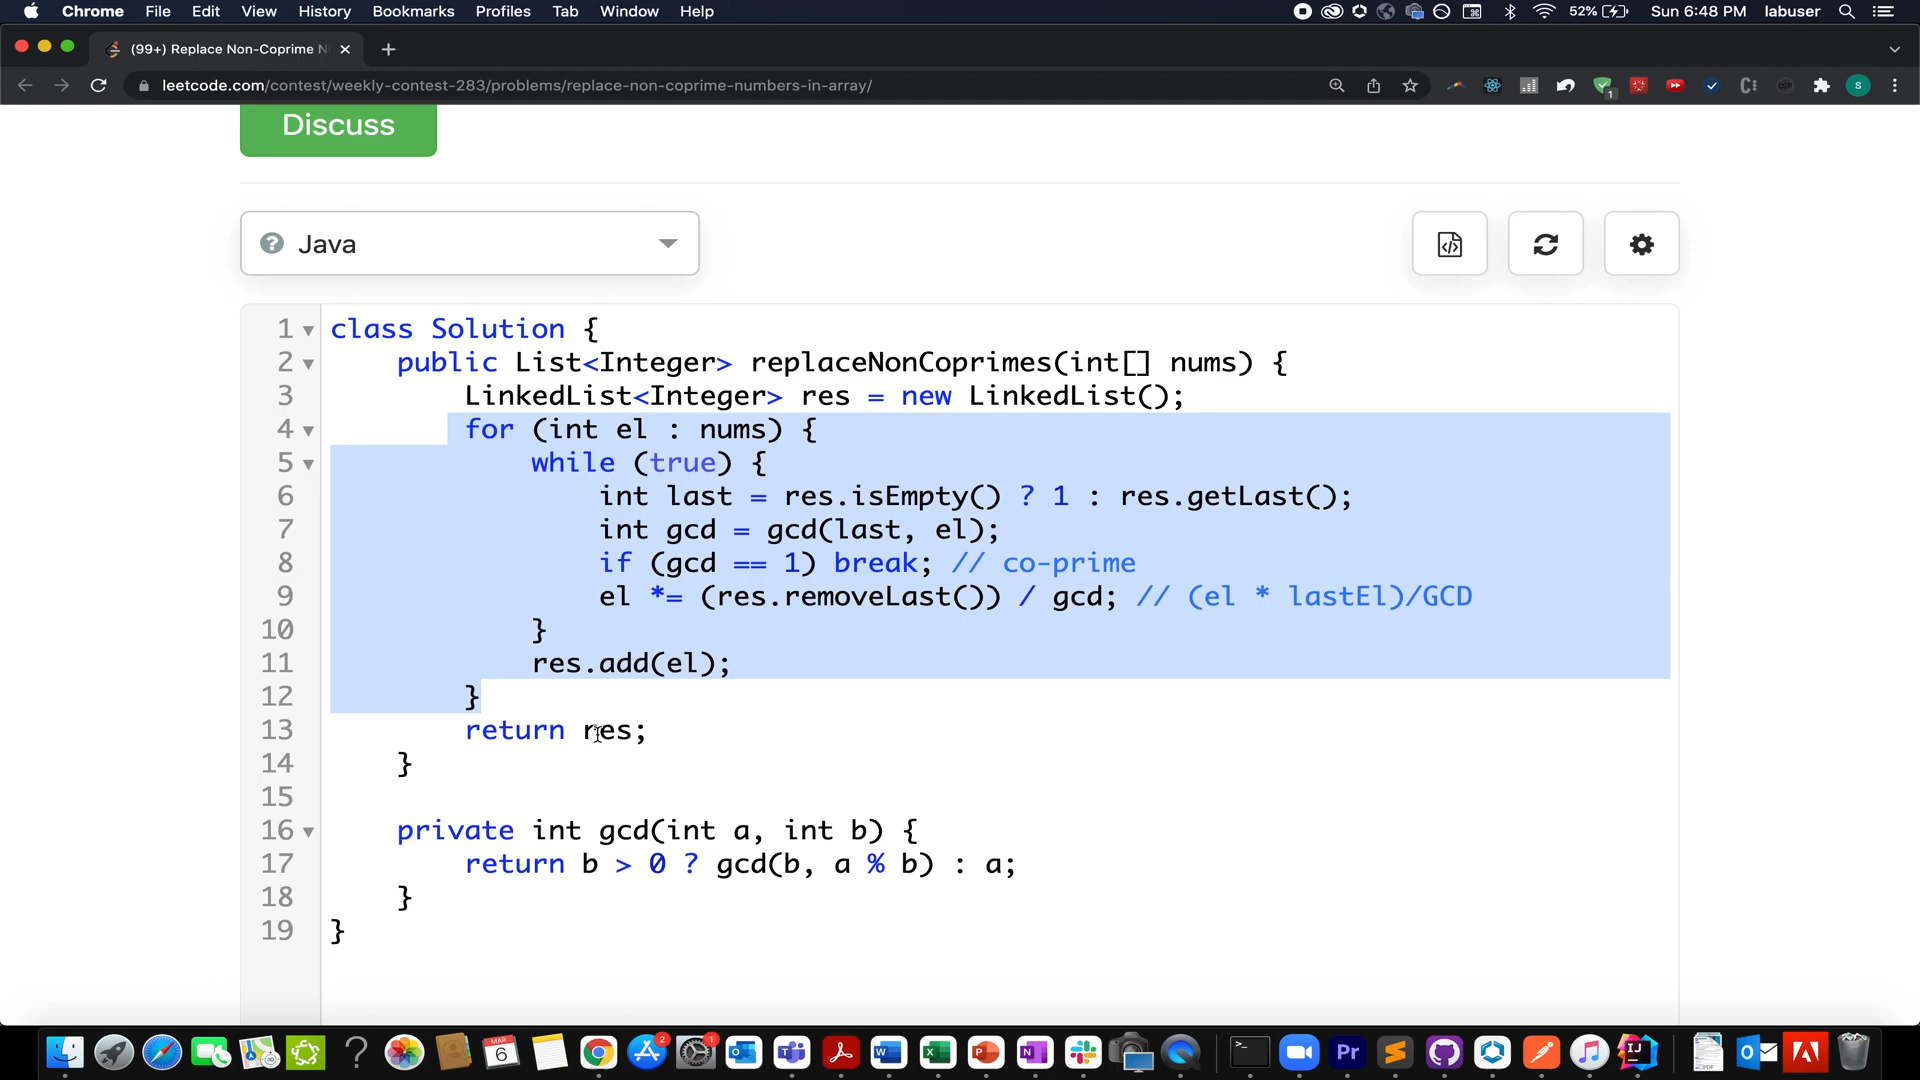 Chrome File Edit View History Bookmarks Profiles Tab Window Help 52% Sun 6:48 PM labuser
(99+) Replace Non-Coprime N
leetcode.com/contest/weekly-contest-283/problems/replace-non-coprime-numbers-in-array/
Discuss
Java
1 class Solution {
2 public List<Integer> replaceNonCoprimes(int[] nums) {
3 LinkedList<Integer> res = new LinkedList();
4 for (int el : nums) {
5 while (true) {
6 int last = res.isEmpty() ? 1 : res.getLast();
7 int gcd = gcd(last, el);
8 if (gcd == 1) break; // co-prime
9 el *= (res.removeLast()) / gcd; // (el * lastEl)/GCD
10 }
11 res.add(el);
12 }
13 return res;
14 }
15
16 private int gcd(int a, int b) {
17 return b > 0 ? gcd(b, a % b) : a;
18 }
19 }